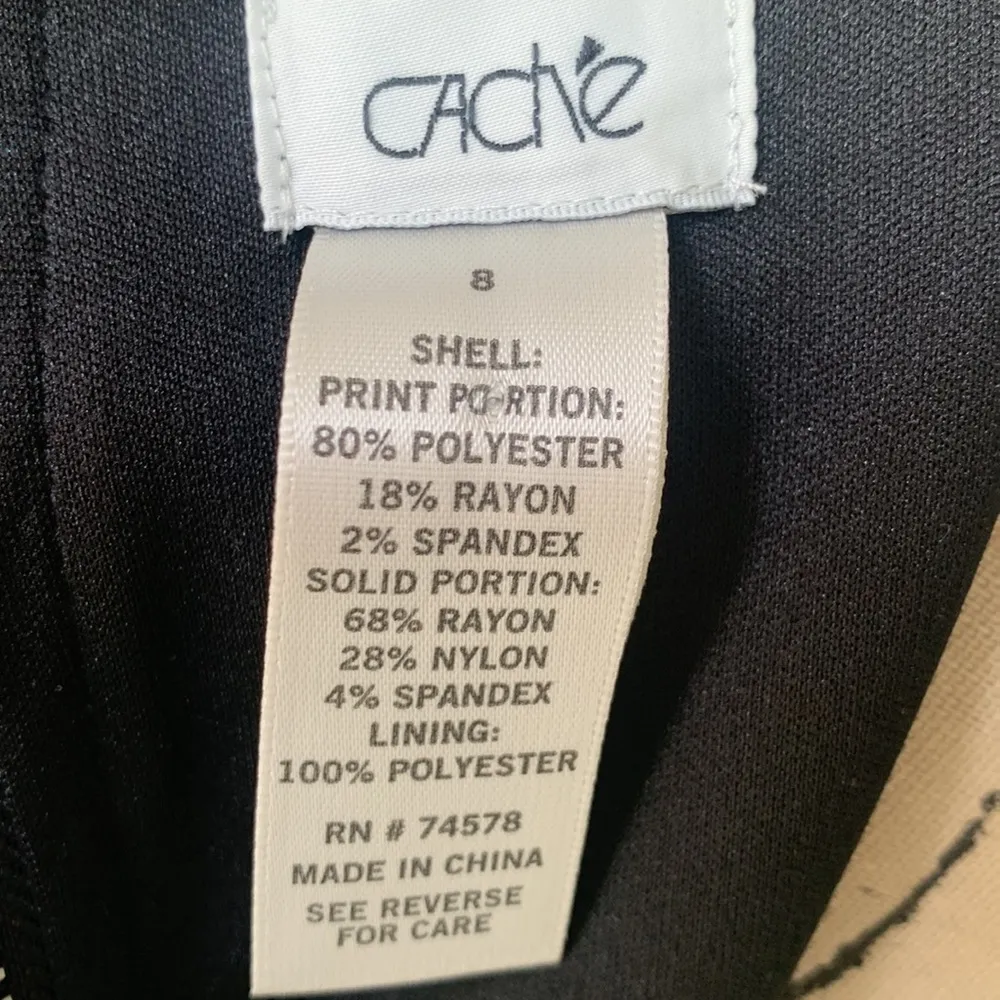 CAChé
8
SHELL:
PRINT PORTION:
80% POLYESTER
18% RAYON
2% SPANDEX
SOLID PORTION:
68% RAYON
28% NYLON
4% SPANDEX
LINING:
100% POLYESTER
RN # 74578
MADE IN CHINA
SEE REVERSE
FOR CARE